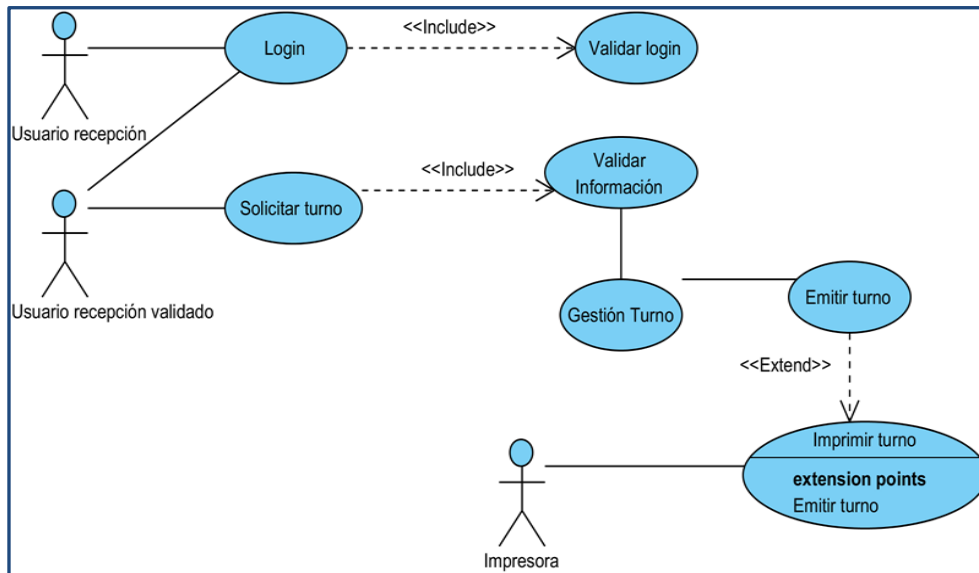 Login
<<Include>>
Validar login
Usuario recepción
Solicitar turno
<<Include>>
Validar
Información
Usuario recepción validado
Gestión Turno
Emitir turno
<<Extend>>
Imprimir turno
extension points
Emitir turno
Impresora